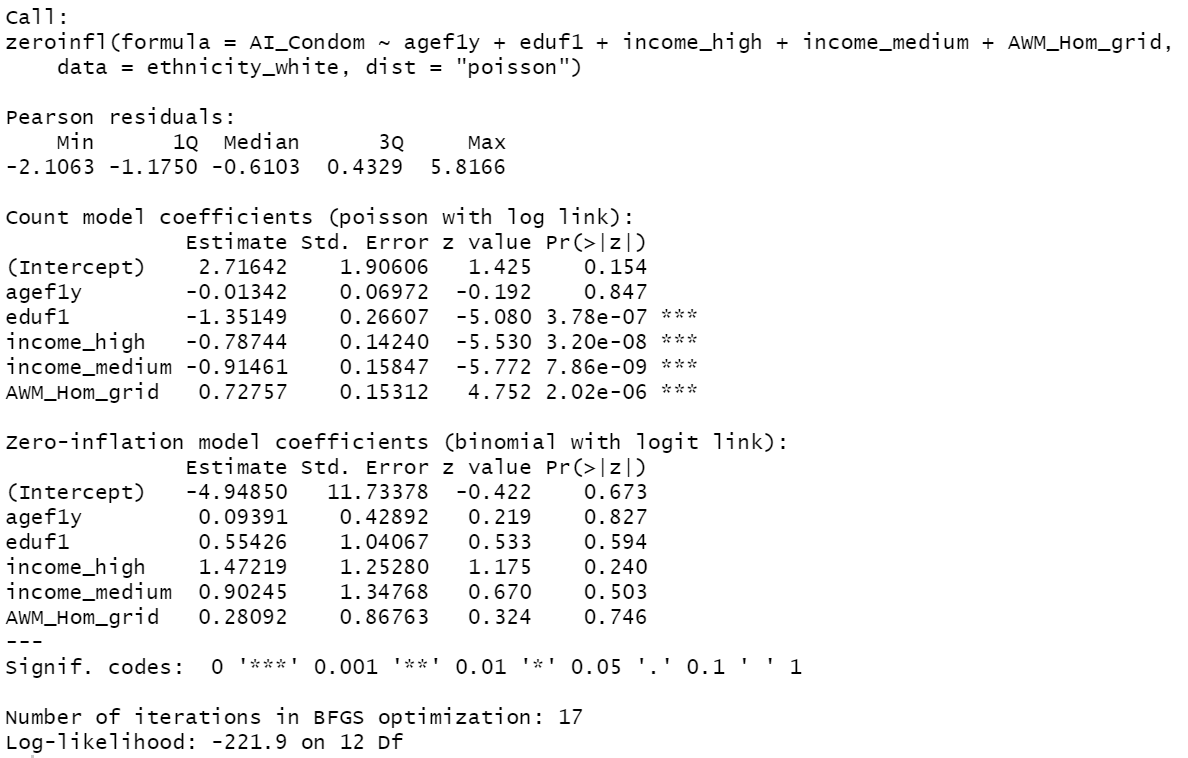 Call:
zeroinfl(formula = AI_Condom ~ agef1y + eduf1 + income_high + income_medium + AWM_Hom_grid,
    data = ethnicity_white, dist = "poisson")

Pearson residuals:
    Min      1Q  Median      3Q     Max
-2.1063 -1.1750 -0.6103  0.4329  5.8166

Count model coefficients (poisson with log link):
              Estimate Std. Error z value Pr(>|z|)
(Intercept)    2.71642    1.90606   1.425    0.154
agef1y        -0.01342    0.06972  -0.192    0.847
eduf1         -1.35149    0.26607  -5.080 3.78e-07 ***
income_high   -0.78744    0.14240  -5.530 3.20e-08 ***
income_medium -0.91461    0.15847  -5.772 7.86e-09 ***
AWM_Hom_grid   0.72757    0.15312   4.752 2.02e-06 ***

Zero-inflation model coefficients (binomial with logit link):
              Estimate Std. Error z value Pr(>|z|)
(Intercept)   -4.94850   11.73378  -0.422    0.673
agef1y         0.09391    0.42892   0.219    0.827
eduf1          0.55426    1.04067   0.533    0.594
income_high    1.47219    1.25280   1.175    0.240
income_medium  0.90245    1.34768   0.670    0.503
AWM_Hom_grid   0.28092    0.86763   0.324    0.746
---
Signif. codes:  0 '***' 0.001 '**' 0.01 '*' 0.05 '.' 0.1 ' ' 1

Number of iterations in BFGS optimization: 17
Log-likelihood: -221.9 on 12 Df